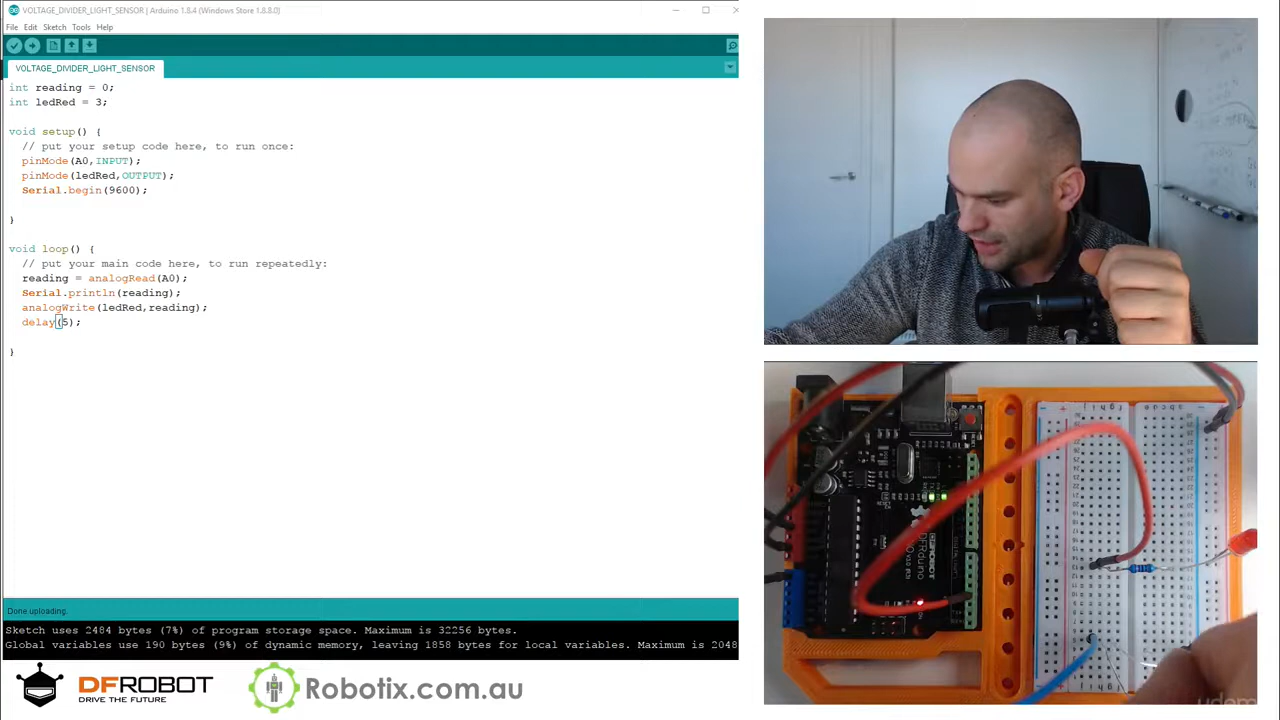 VOLTAGE_DIVIDER_LIGHT_SENSOR | Arduino 1.8.4 (Windows Store 1.8.8.0)
File Edit Sketch Tools Help
VOLTAGE_DIVIDER_LIGHT_SENSOR
int reading = 0;
int ledRed = 3;
void setup() {
// put your setup code here, to run once:
pinMode(A0,INPUT);
pinMode(ledRed,OUTPUT);
Serial.begin(9600);
}
void loop() {
// put your main code here, to run repeatedly:
reading = analogRead(A0);
Serial.println(reading);
analogWrite(ledRed,reading);
delay(5);
}
Done uploading.
Sketch uses 2484 bytes (7%) of program storage space. Maximum is 32256 bytes.
Global variables use 190 bytes (9%) of dynamic memory, leaving 1858 bytes for local variables. Maximum is 2048
DFROBOT
DRIVE THE FUTURE
Robotix.com.au
udemy